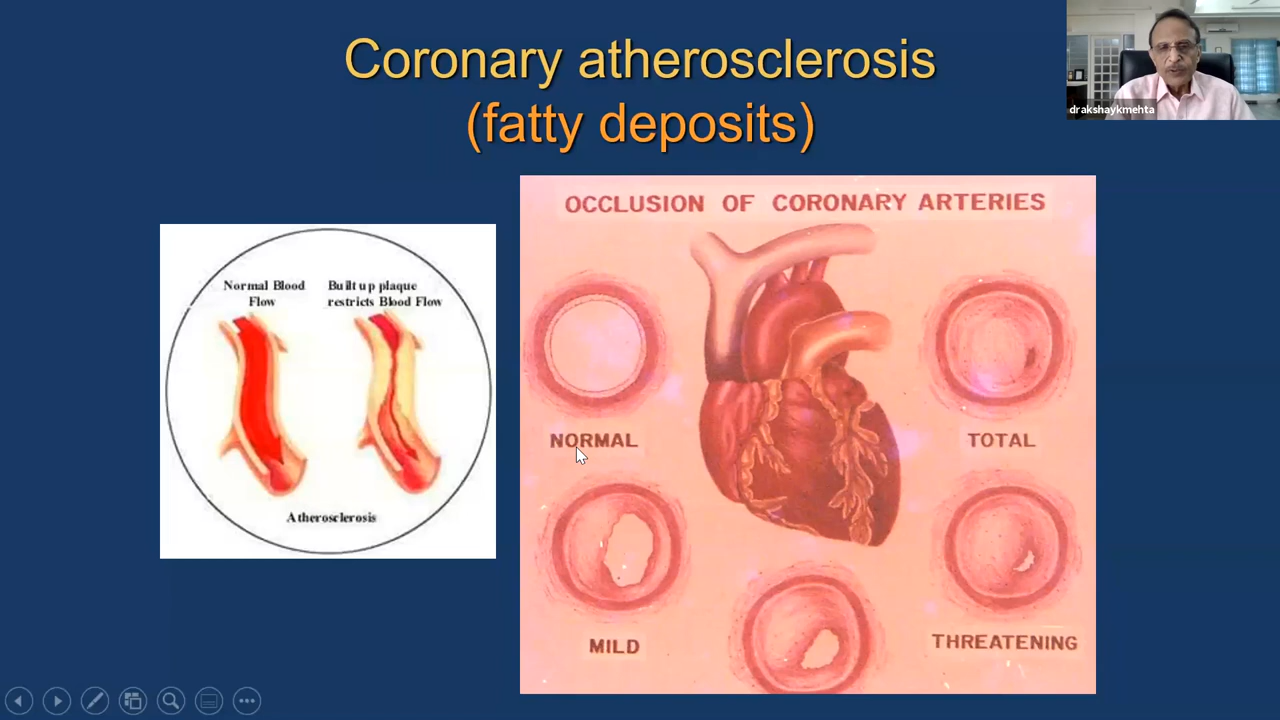 Coronary atherosclerosis
(fatty deposits)
drakshaykmehta
Normal Blood
Flow
Built up plaque
restricts Blood Flow
Atherosclerosis
OCCLUSION OF CORONARY ARTERIES
NORMAL
TOTAL
MILD
THREATENING